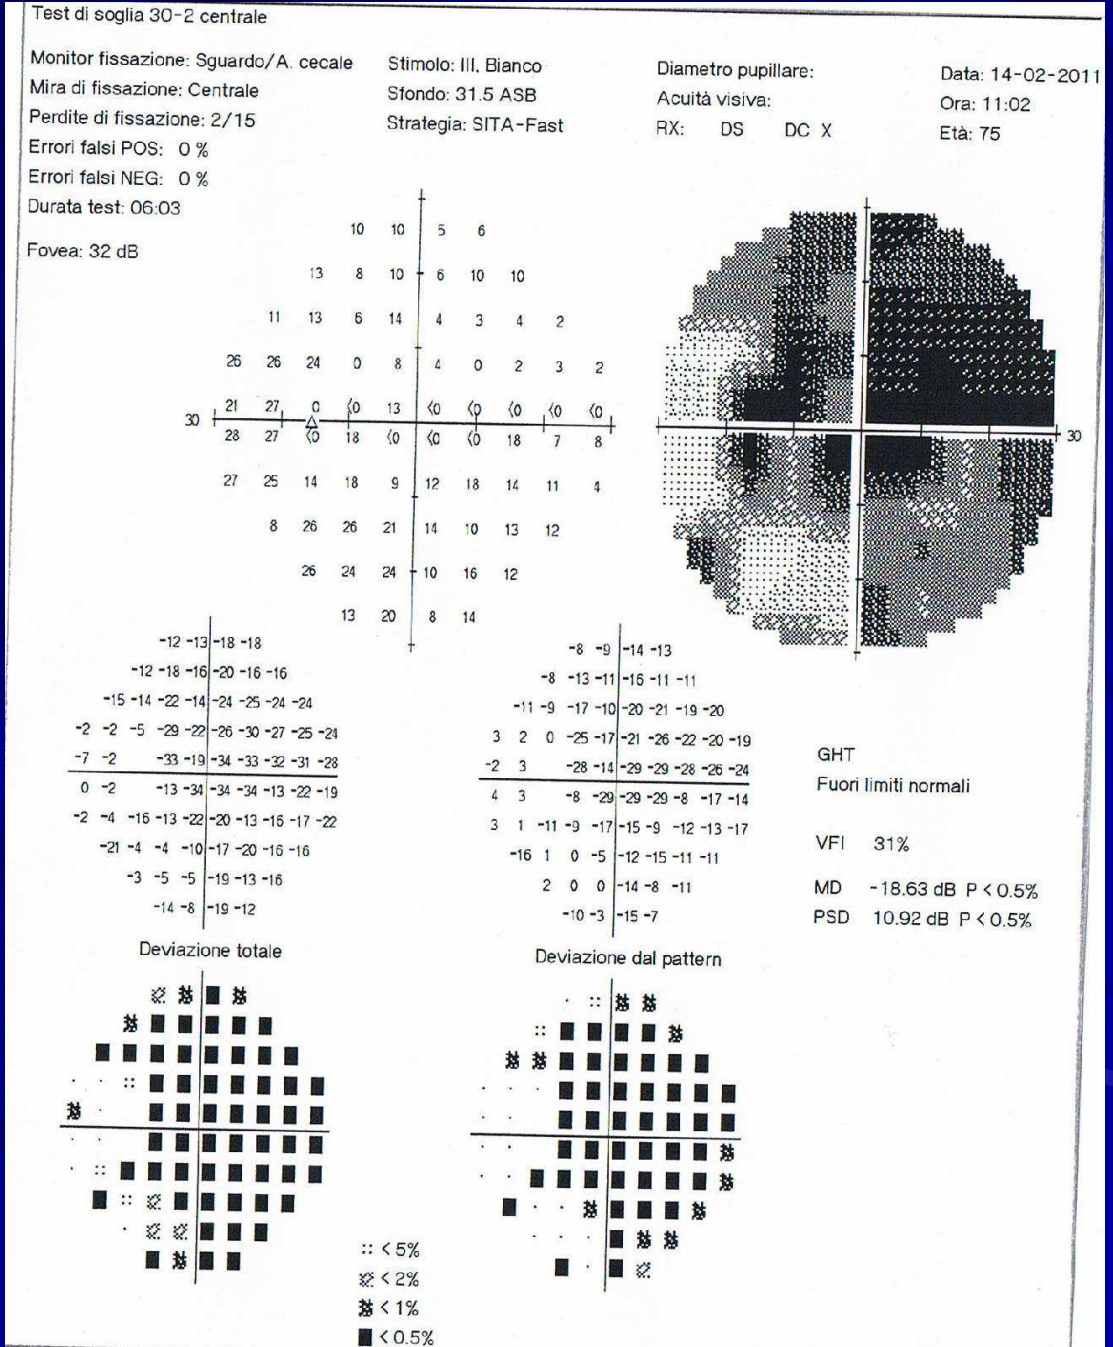 Test di soglia 30-2 centrale
Monitor fissazione: Sguardo/A. cecale
Mira di fissazione: Centrale
Perdite di fissazione: 2/15
Errori falsi POS: 0 %
Errori falsi NEG: 0 %
Durata test: 06:03
Fovea: 32 dB
Stimolo: III, Bianco
Sfondo: 31.5 ASB
Strategia: SITA-Fast
Diametro pupillare:
Acuità visiva:
RX: DS DC X
Data: 14-02-2011
Ora: 11:02
Età: 75
10 10 5 6
13 8 10 6 10 10
11 13 6 14 4 3 4 2
26 26 24 0 8 4 0 2 3 2
30 21 27 0 <0 13 <0 <0 <0 <0 <0
28 27 <0 18 <0 <0 <0 18 7 8
27 25 14 18 9 12 18 14 11 4
8 26 26 21 14 10 13 12
26 24 24 10 16 12
13 20 8 14
30
-12 -13 -18 -18
-12 -18 -16 -20 -16 -16
-15 -14 -22 -14 -24 -25 -24 -24
-2 -2 -5 -29 -22 -26 -30 -27 -25 -24
-7 -2 -33 -19 -34 -33 -32 -31 -28
0 -2 -13 -34 -34 -34 -13 -22 -19
-2 -4 -16 -13 -22 -20 -13 -16 -17 -22
-21 -4 -4 -10 -17 -20 -16 -16
-3 -5 -5 -19 -13 -16
-14 -8 -19 -12
Deviazione totale
-8 -9 -14 -13
-8 -13 -11 -16 -11 -11
-11 -9 -17 -10 -20 -21 -19 -20
3 2 0 -25 -17 -21 -26 -22 -20 -19
-2 3 -28 -14 -29 -29 -28 -26 -24
4 3 -8 -29 -29 -29 -8 -17 -14
3 1 -11 -9 -17 -15 -9 -12 -13 -17
-16 1 0 -5 -12 -15 -11 -11
2 0 0 -14 -8 -11
-10 -3 -15 -7
Deviazione dal pattern
GHT
Fuori limiti normali
VFI 31%
MD -18.63 dB P < 0.5%
PSD 10.92 dB P < 0.5%
< 5%
< 2%
< 1%
< 0.5%